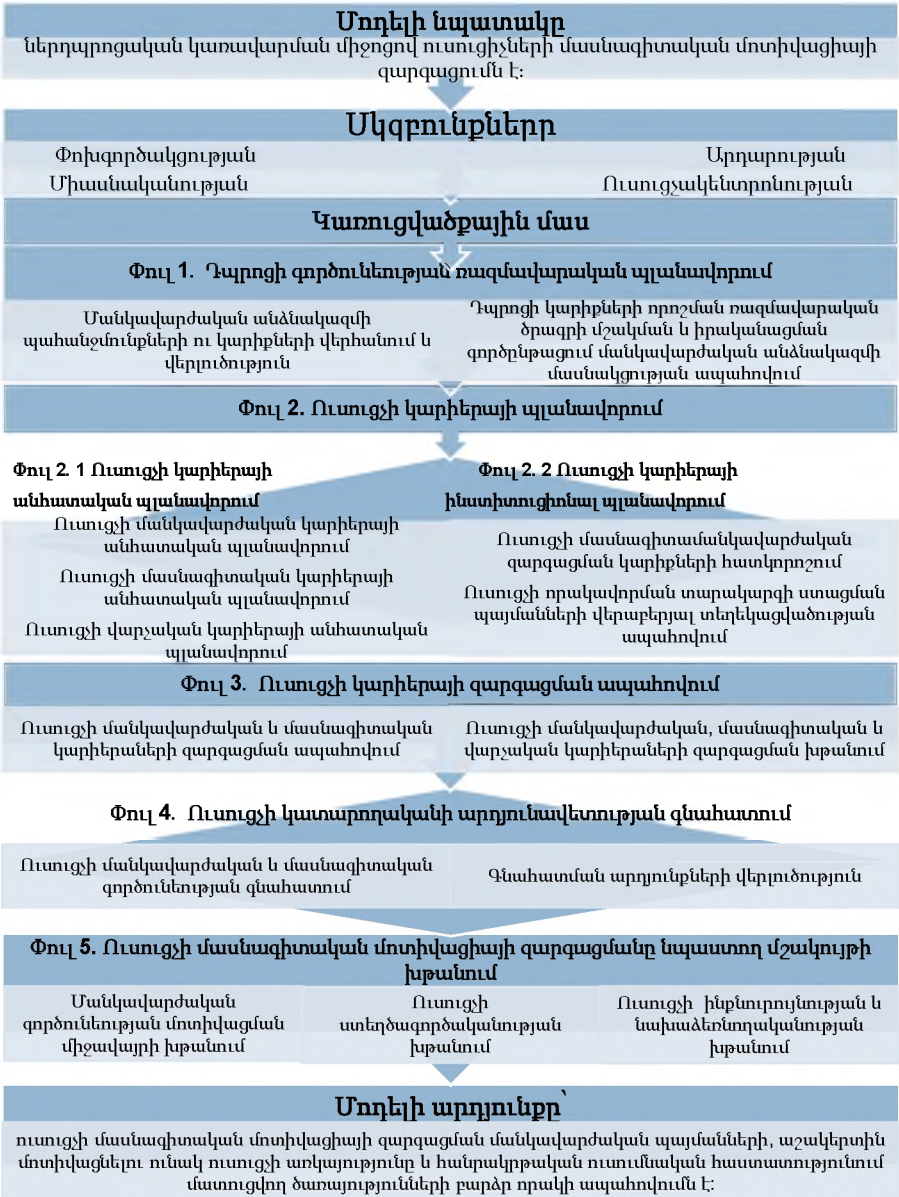 Մոդելի նպատակը
ներդպրոցական կառավարման միջոցով ուսուցիչների մասնագիտական մոտիվացիայի
զարգացումն է:
Սկզբունքները
Փոխգործակցության
Արդարության
Միասնականության
Ուսուցչակենտրոնության
Կառուցվածքային մաս
Փուլ 1. Դպրոցի գործունեության ռազմավարական պլանավորում
Մանկավարժական անձնակազմի
պահանջմունքների ու կարիքների վերհանում և
վերլուծություն
Դպրոցի կարիքների որոշման ռազմավարական
ծրագրի մշակման և իրականացման
գործընթացում մանկավարժական անձնակազմի
մասնակցության ապահովում
Փուլ 2. Ուսուցչի կարիերայի պլանավորում
Փուլ 2. 1 Ուսուցչի կարիերայի
անհատական պլանավորում
Ուսուցչի մանկավարժական կարիերայի
անհատական պլանավորում
Ուսուցչի մասնագիտական կարիերայի
անհատական պլանավորում
Ուսուցչի վարչական կարիերայի անհատական
պլանավորում
Փուլ 2. 2 Ուսուցչի կարիերայի
ինստիտուցիոնալ պլանավորում
Ուսուցչի մասնագիտամանկավարժական
զարգացման կարիքների հատկորոշում
Ուսուցչի որակավորման տարակարգի ստացման
պայմանների վերաբերյալ տեղեկացվածության
ապահովում
Փուլ 3. Ուսուցչի կարիերայի զարգացման ապահովում
Ուսուցչի մանկավարժական և մասնագիտական
կարիերաների զարգացման ապահովում
Ուսուցչի մանկավարժական, մասնագիտական և
վարչական կարիերաների զարգացման խթանում
Փուլ 4. Ուսուցչի կատարողականի արդյունավետության գնահատում
Ուսուցչի մանկավարժական և մասնագիտական
գործունեության գնահատում
Գնահատման արդյունքների վերլուծություն
Փուլ 5. Ուսուցչի մասնագիտական մոտիվացիայի զարգացմանը նպաստող մշակույթի
խթանում
Մանկավարժական
գործունեության մոտիվացման
միջավայրի խթանում
Ուսուցչի
ստեղծագործականության
խթանում
Ուսուցչի ինքնուրույնության և
նախաձեռնողականության
խթանում
Մոդելի արդյունքը՝
ուսուցչի մասնագիտական մոտիվացիայի զարգացման մանկավարժական պայմանների, աշակերտին
մոտիվացնելու ունակ ուսուցչի առկայությունը և հանրակրթական ուսումնական հաստատությունում
մատուցվող ծառայությունների բարձր որակի ապահովումն է: